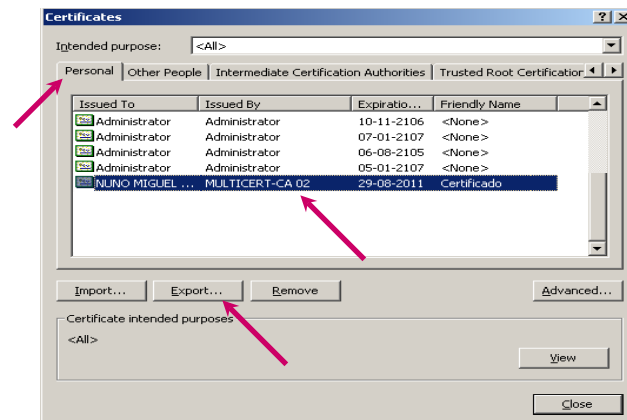 Certificates
Intended purpose: <All>
Personal Other People Intermediate Certification Authorities Trusted Root Certification
Issued To Issued By Expiratio... Friendly Name
Administrator Administrator 10-11-2106 <None>
Administrator Administrator 07-01-2107 <None>
Administrator Administrator 06-08-2105 <None>
Administrator Administrator 05-01-2107 <None>
NUNO MIGUEL ... MULTICERT-CA 02 29-08-2011 Certificado
Import... Export... Remove Advanced...
Certificate intended purposes
<All>
View
Close